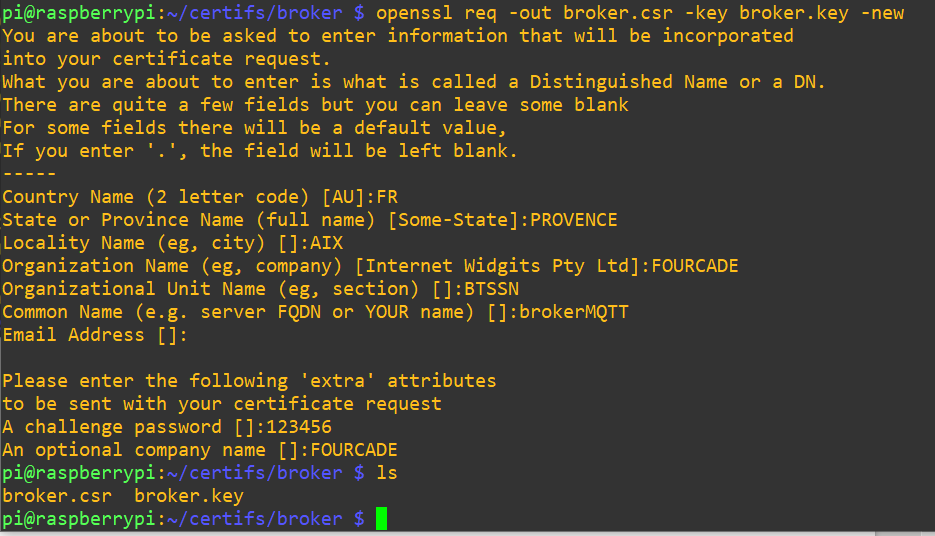 pi@raspberrypi:~/certifs/broker $ openssl req -out broker.csr -key broker.key -new
You are about to be asked to enter information that will be incorporated
into your certificate request.
What you are about to enter is what is called a Distinguished Name or a DN.
There are quite a few fields but you can leave some blank
For some fields there will be a default value,
If you enter '.', the field will be left blank.
-----
Country Name (2 letter code) [AU]:FR
State or Province Name (full name) [Some-State]:PROVENCE
Locality Name (eg, city) []:AIX
Organization Name (eg, company) [Internet Widgits Pty Ltd]:FOURCADE
Organizational Unit Name (eg, section) []:BTSSN
Common Name (e.g. server FQDN or YOUR name) []:brokerMQTT
Email Address []:

Please enter the following 'extra' attributes
to be sent with your certificate request
A challenge password []:123456
An optional company name []:FOURCADE
pi@raspberrypi:~/certifs/broker $ ls
broker.csr  broker.key
pi@raspberrypi:~/certifs/broker $